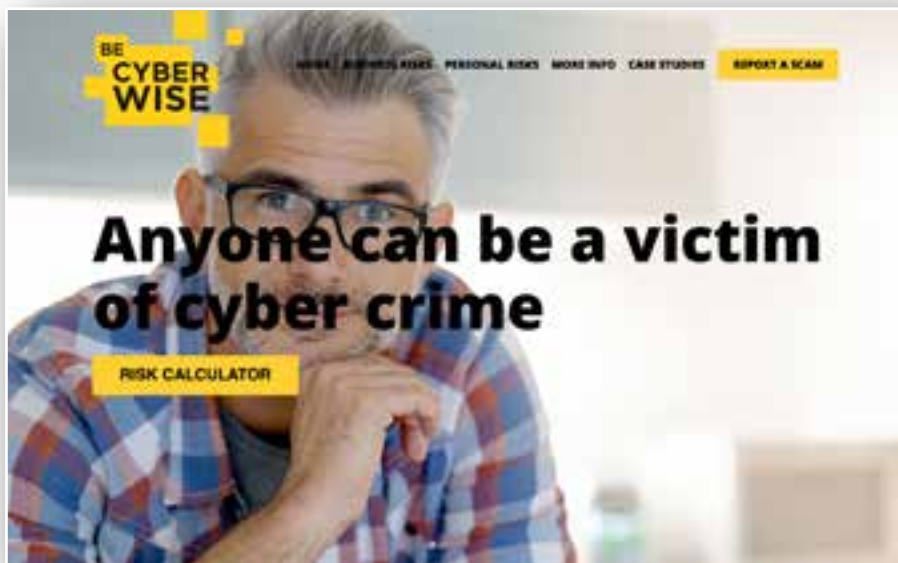 BE
CYBER
WISE
HOME BUSINESS RISKS PERSONAL RISKS MORE INFO CASE STUDIES REPORT A SCAM
Anyone can be a victim
of cyber crime
RISK CALCULATOR